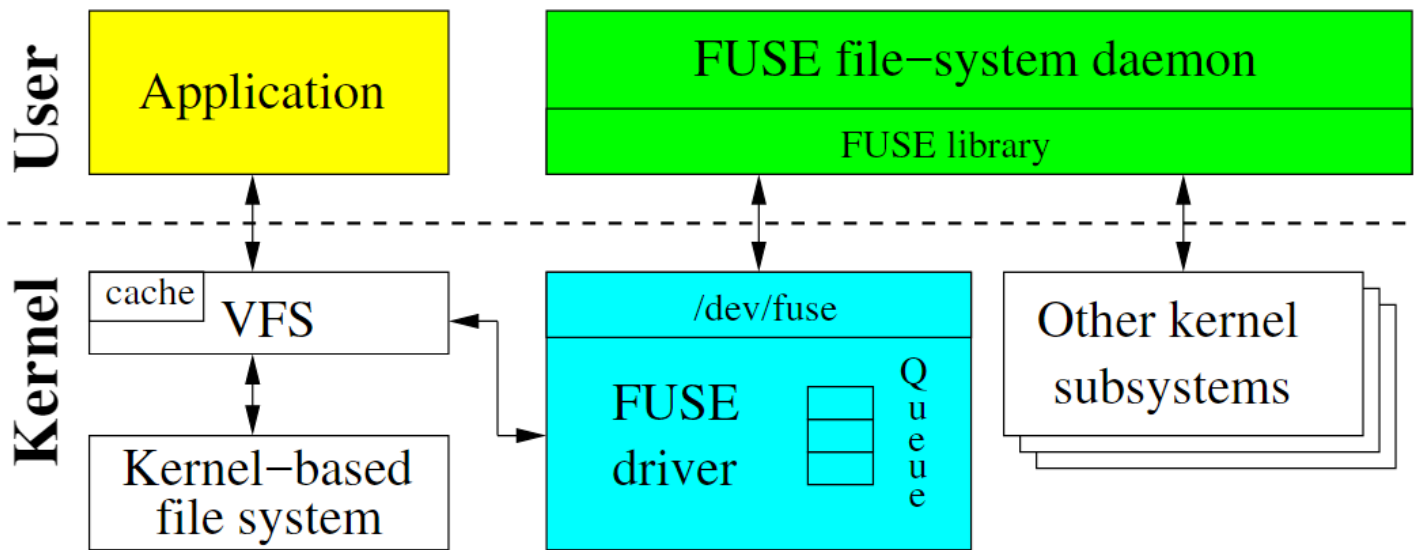 User
Application
FUSE file−system daemon
FUSE library
Kernel
cache
VFS
Kernel−based
file system
/dev/fuse
FUSE
driver
Queue
Other kernel
subsystems